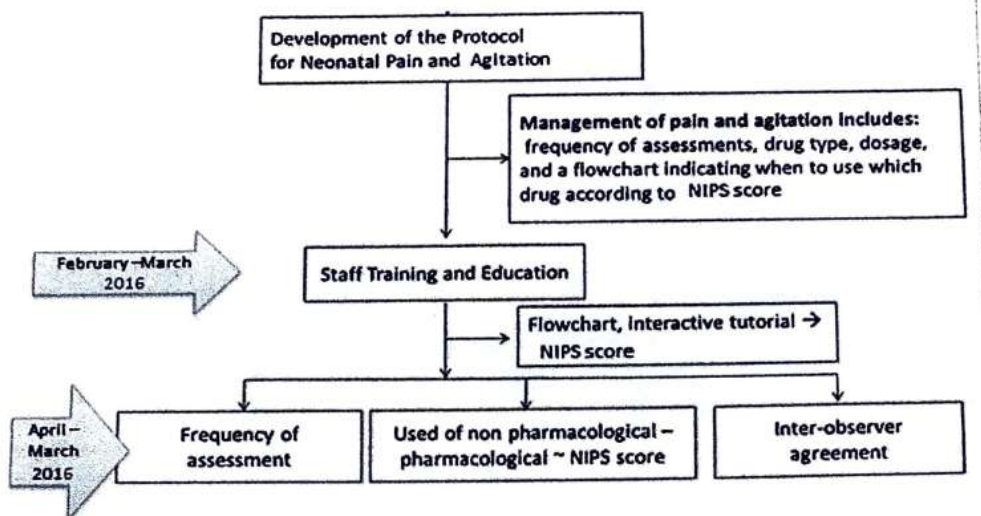 Development of the Protocol
for Neonatal Pain and Agitation
Management of pain and agitation includes:
frequency of assessments, drug type, dosage,
and a flowchart indicating when to use which
drug according to NIPS score
February–March
2016
Staff Training and Education
Flowchart, interactive tutorial →
NIPS score
April –
March
2016
Frequency of
assessment
Used of non pharmacological –
pharmacological ~ NIPS score
Inter-observer
agreement